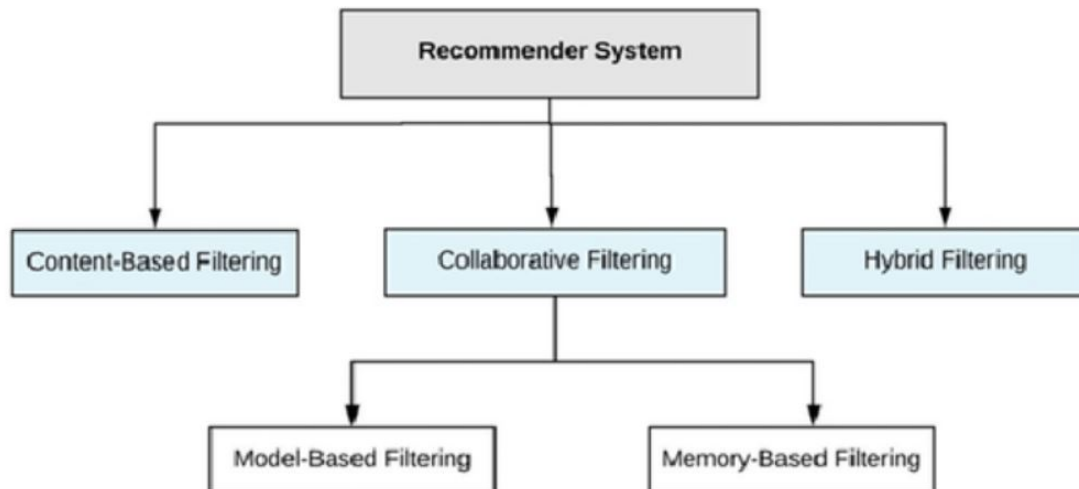 Recommender System
Content-Based Filtering
Collaborative Filtering
Hybrid Filtering
Model-Based Filtering
Memory-Based Filtering